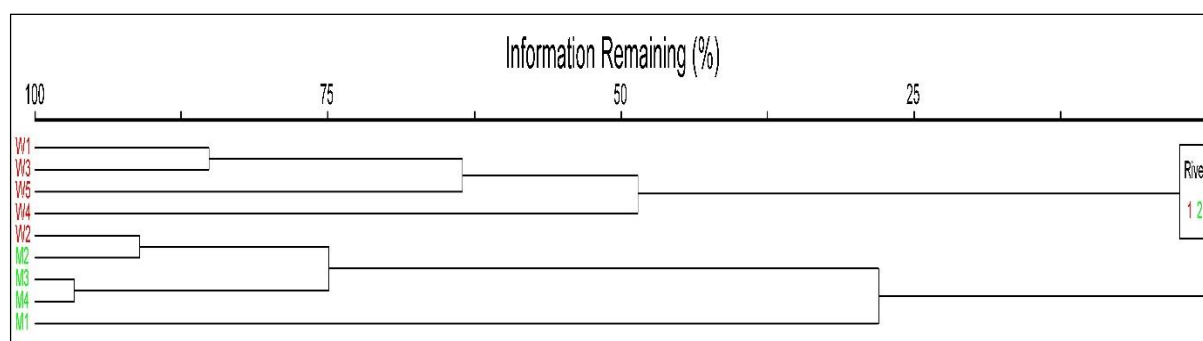 Information Remaining (%)
100 75 50 25
W1
W3
W5
W4
W2
M2
M3
M4
M1
Rive
1 2